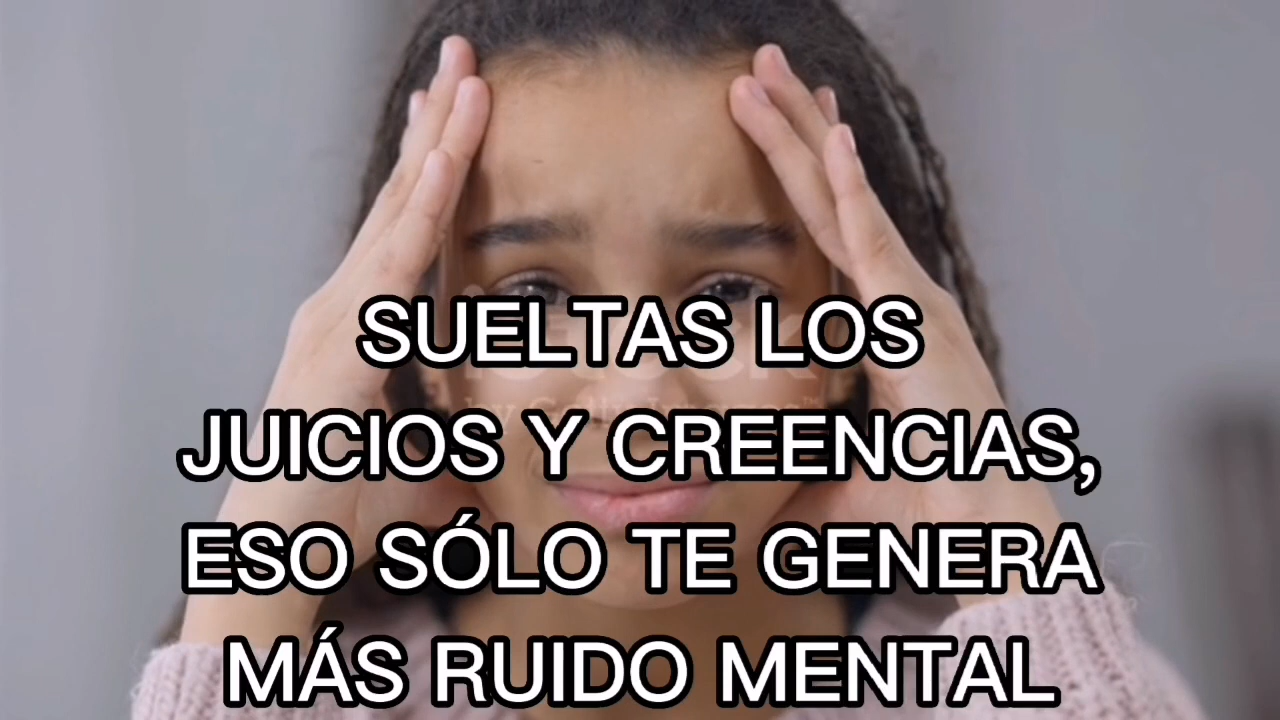 SUELTAS LOS
JUICIOS Y CREENCIAS,
ESO SÓLO TE GENERA
MÁS RUIDO MENTAL